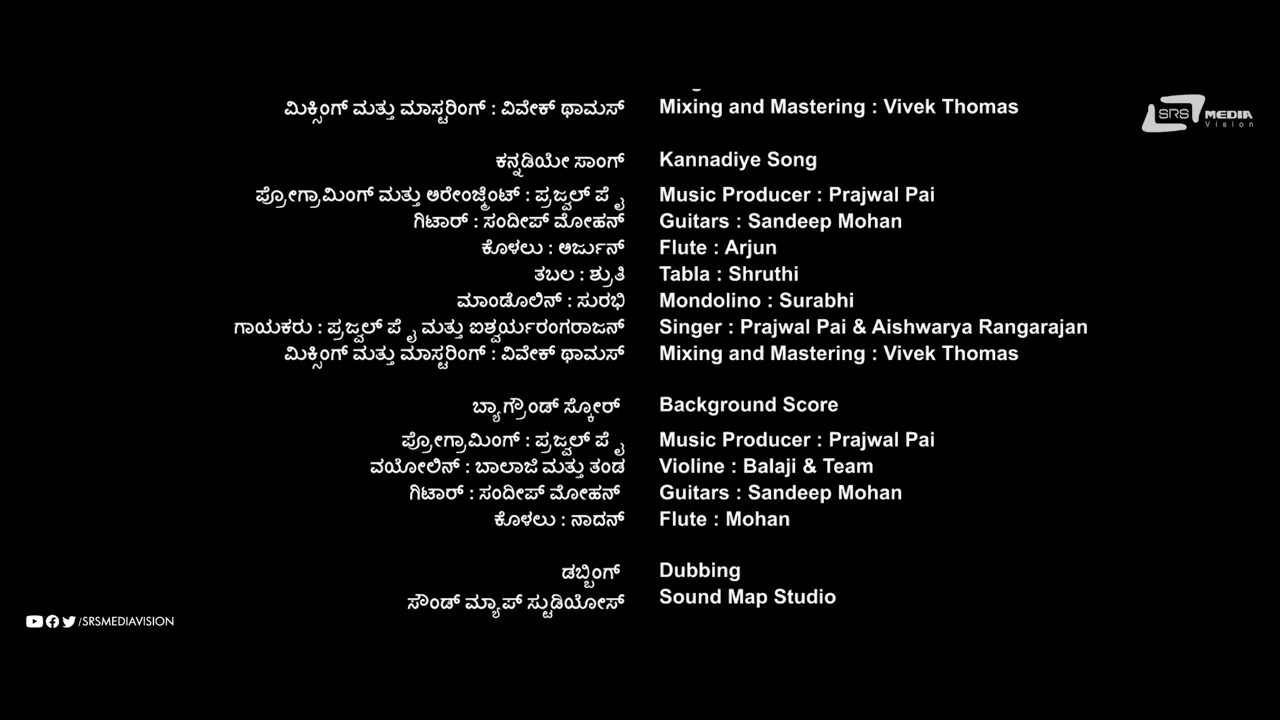 ಮಿಕ್ಸಿಂಗ್ ಮತ್ತು ಮಾಸ್ಟರಿಂಗ್ : ವಿವೇಕ್ ಥಾಮಸ್ Mixing and Mastering : Vivek Thomas
SRS MEDIA
Vision
ಕನ್ನಡಿಯೇ ಸಾಂಗ್ Kannadiye Song
ಪ್ರೋಗ್ರಾಮಿಂಗ್ ಮತ್ತು ಅರೇಂಜ್ಮೆಂಟ್ : ಪ್ರಜ್ವಲ್ ಪೈ Music Producer : Prajwal Pai
ಗಿಟಾರ್ : ಸಂದೀಪ್ ಮೋಹನ್ Guitars : Sandeep Mohan
ಕೊಳಲು : ಅರ್ಜುನ್ Flute : Arjun
ತಬಲ : ಶ್ರುತಿ Tabla : Shruthi
ಮಾಂಡೊಲಿನ್ : ಸುರಭಿ Mondolino : Surabhi
ಗಾಯಕರು : ಪ್ರಜ್ವಲ್ ಪೈ ಮತ್ತು ಐಶ್ವರ್ಯರಂಗರಾಜನ್ Singer : Prajwal Pai & Aishwarya Rangarajan
ಮಿಕ್ಸಿಂಗ್ ಮತ್ತು ಮಾಸ್ಟರಿಂಗ್ : ವಿವೇಕ್ ಥಾಮಸ್ Mixing and Mastering : Vivek Thomas
ಬ್ಯಾಗ್ರೌಂಡ್ ಸ್ಕೋರ್ Background Score
ಪ್ರೋಗ್ರಾಮಿಂಗ್ : ಪ್ರಜ್ವಲ್ ಪೈ Music Producer : Prajwal Pai
ವಯೋಲಿನ್ : ಬಾಲಾಜಿ ಮತ್ತು ತಂಡ Violine : Balaji & Team
ಗಿಟಾರ್ : ಸಂದೀಪ್ ಮೋಹನ್ Guitars : Sandeep Mohan
ಕೊಳಲು : ನಾದನ್ Flute : Mohan
ಡಬ್ಬಿಂಗ್ Dubbing
ಸೌಂಡ್ ಮ್ಯಾಪ್ ಸ್ಟುಡಿಯೋಸ್ Sound Map Studio
/SRSMEDIAVISION